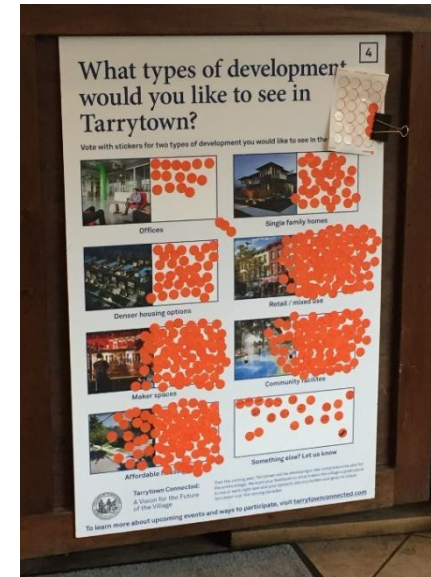 4
What types of development
would you like to see in
Tarrytown?
Vote with stickers for two types of development you would like to see in the
Offices
Single family homes
Denser housing options
Retail / mixed use
Maker spaces
Community facilites
Affordable
Something else? Let us know
Tarrytown Connected:
A Vision for the Future
of the Village
To learn more about upcoming events and ways to participate, visit tarrytownconnected.com